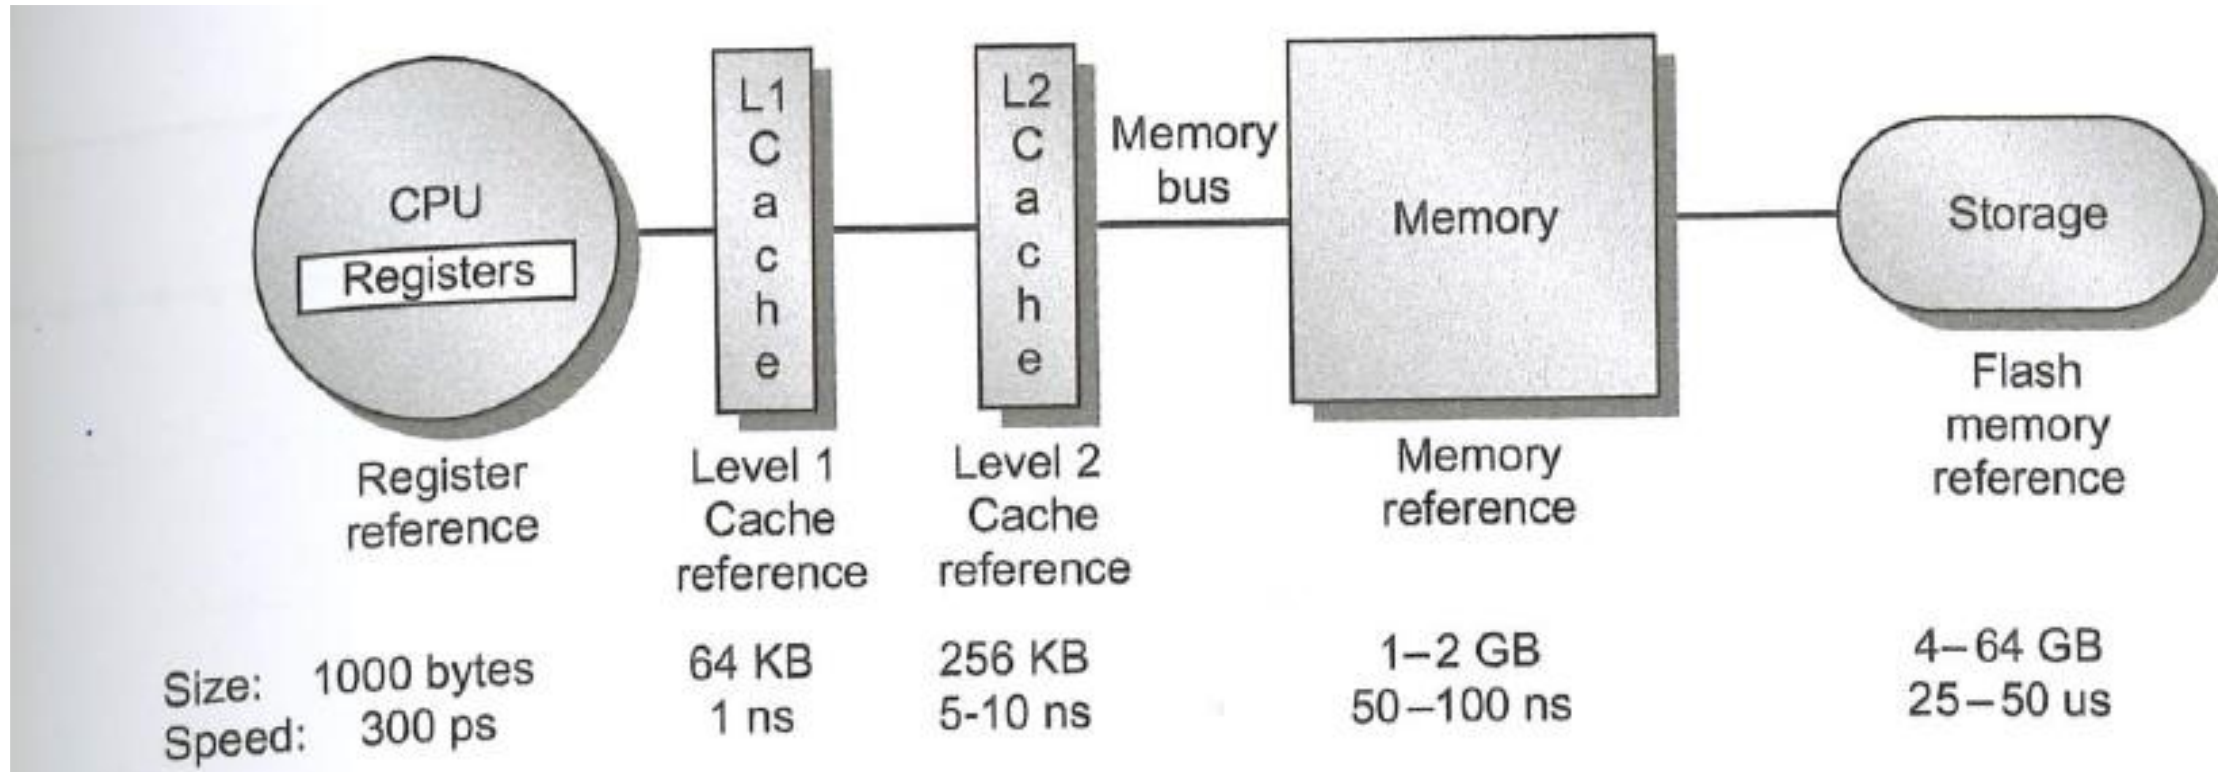 CPU
Registers
L1
C
a
c
h
e
L2
C
a
c
h
e
Memory
bus
Memory
Storage
Register
reference
Level 1
Cache
reference
Level 2
Cache
reference
Memory
reference
Flash
memory
reference
Size: 1000 bytes 64 KB 256 KB 1–2 GB 4–64 GB
Speed: 300 ps 1 ns 5-10 ns 50–100 ns 25–50 us